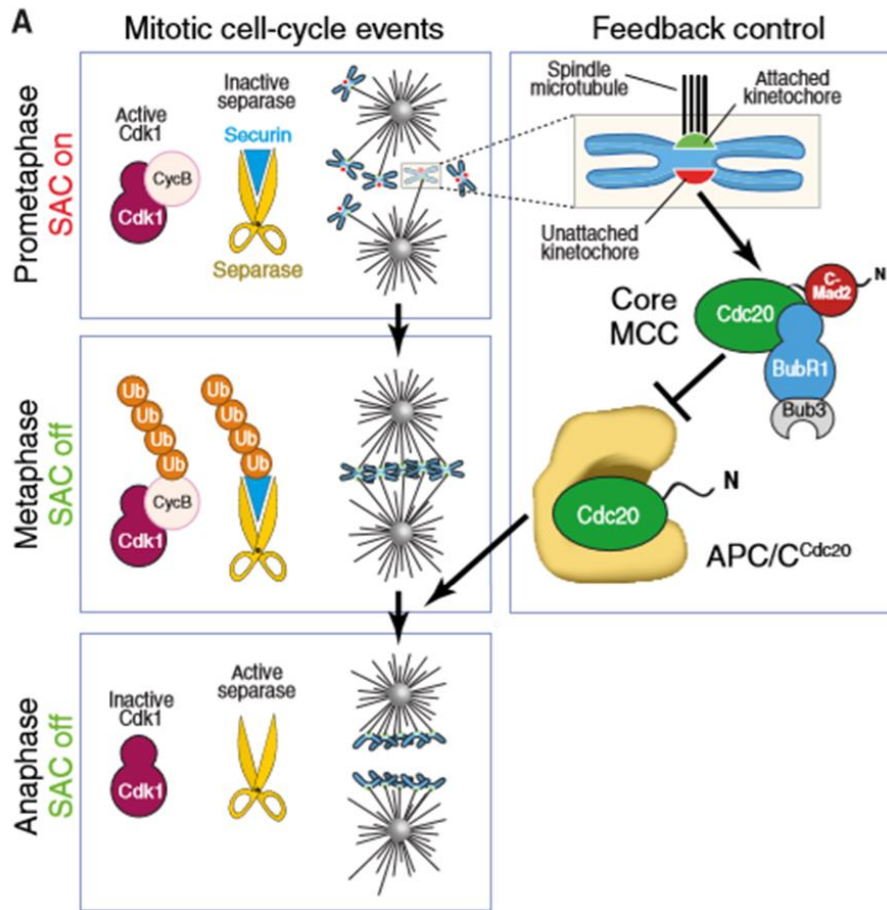 A
Mitotic cell-cycle events
Feedback control
Prometaphase
SAC on
Active
Cdk1
CycB
Cdk1
Inactive
separase
Securin
Separase
Spindle
microtubule
Attached
kinetochore
Unattached
kinetochore
Core
MCC
Cdc20
C-
Mad2
N
BubR1
Bub3
Metaphase
SAC off
Ub
Ub
Ub
Ub
CycB
Cdk1
Ub
Ub
Ub
Ub
Cdc20
N
APC/C^Cdc20
Anaphase
SAC off
Inactive
Cdk1
Cdk1
Active
separase